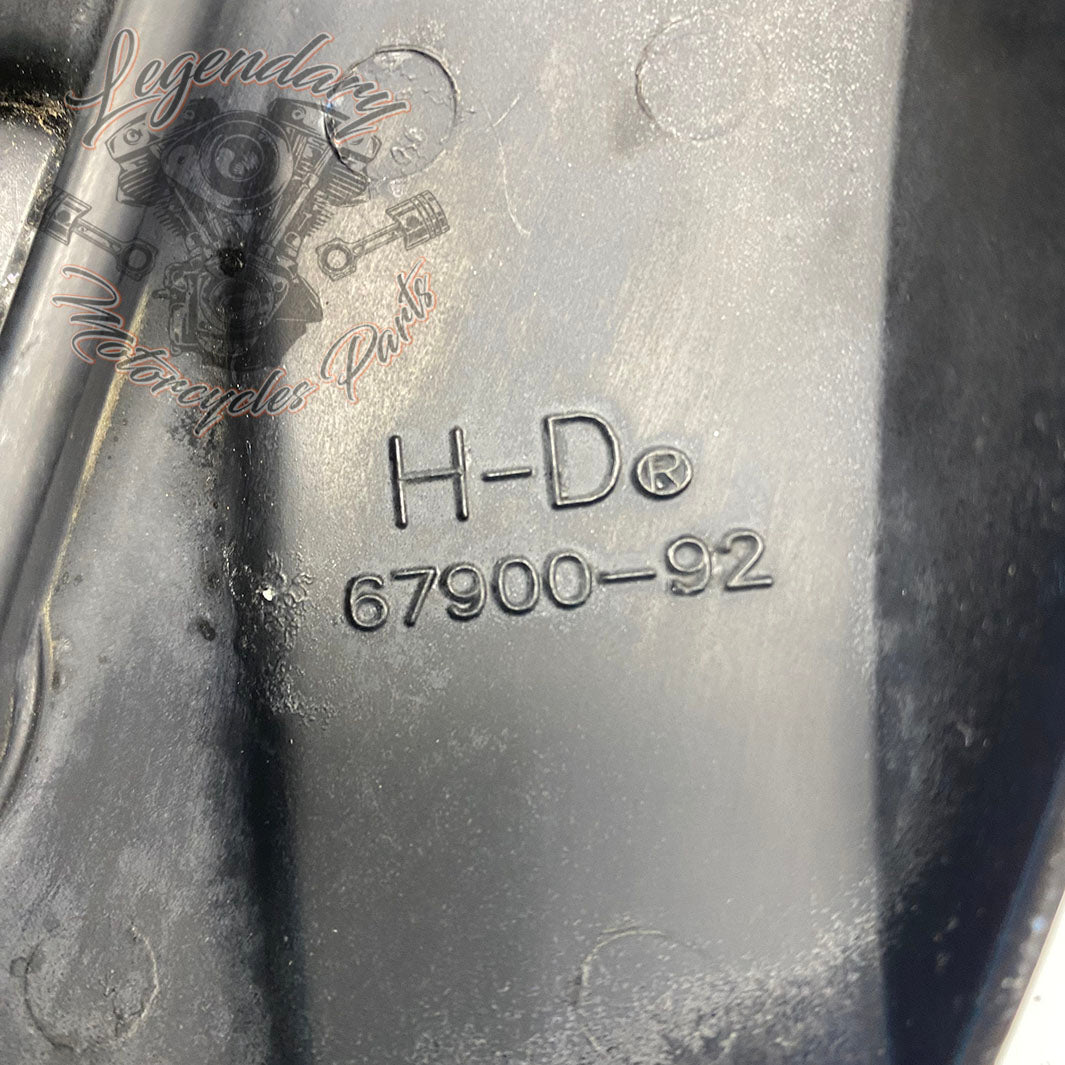 Legendary
Motorcycles Parts
H-D®
67900-92